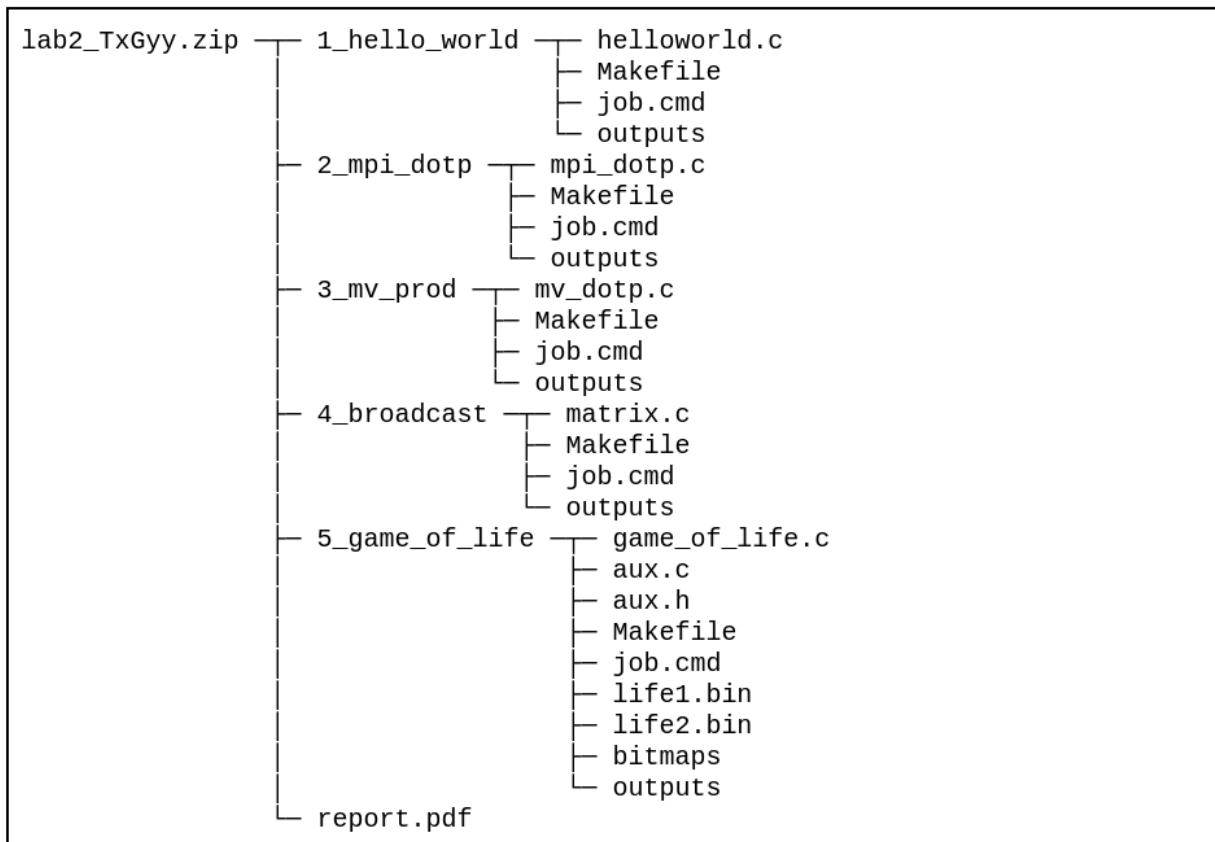 lab2_TxGyy.zip ─┬─ 1_hello_world ─┬─ helloworld.c
                │                 ├─ Makefile
                │                 ├─ job.cmd
                │                 └─ outputs
                ├─ 2_mpi_dotp ─┬─ mpi_dotp.c
                │              ├─ Makefile
                │              ├─ job.cmd
                │              └─ outputs
                ├─ 3_mv_prod ─┬─ mv_dotp.c
                │             ├─ Makefile
                │             ├─ job.cmd
                │             └─ outputs
                ├─ 4_broadcast ─┬─ matrix.c
                │               ├─ Makefile
                │               ├─ job.cmd
                │               └─ outputs
                ├─ 5_game_of_life ─┬─ game_of_life.c
                │                  ├─ aux.c
                │                  ├─ aux.h
                │                  ├─ Makefile
                │                  ├─ job.cmd
                │                  ├─ life1.bin
                │                  ├─ life2.bin
                │                  ├─ bitmaps
                │                  └─ outputs
                └─ report.pdf